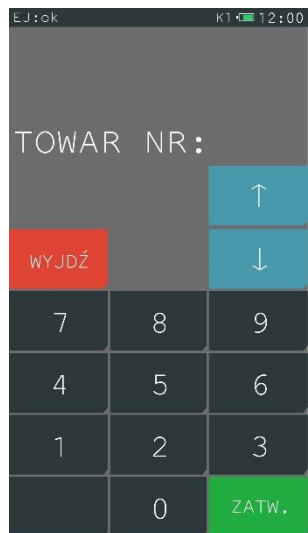 EJ:ok K1 12:00
TOWAR NR:
↑
WYJDŹ ↓
7 8 9
4 5 6
1 2 3
0 ZATW.